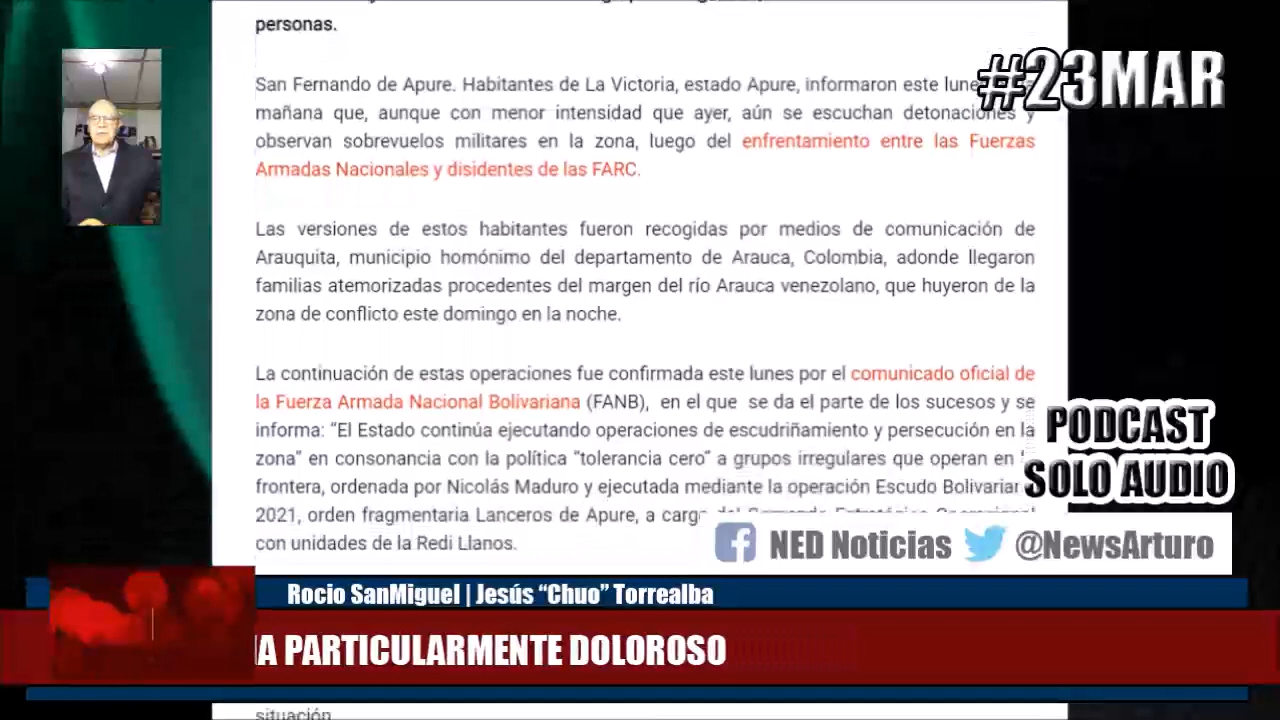 personas.
#23MAR
San Fernando de Apure. Habitantes de La Victoria, estado Apure, informaron este
mañana que, aunque con menor intensidad que ayer, aún se escuchan detonaciones y
observan sobrevuelos militares en la zona, luego del enfrentamiento entre las Fuerzas
Armadas Nacionales y disidentes de las FARC.
Las versiones de estos habitantes fueron recogidas por medios de comunicación de
Arauquita, municipio homónimo del departamento de Arauca, Colombia, adonde llegaron
familias atemorizadas procedentes del margen del río Arauca venezolano, que huyeron de la
zona de conflicto este domingo en la noche.
La continuación de estas operaciones fue confirmada este lunes por el comunicado oficial de
la Fuerza Armada Nacional Bolivariana (FANB), en el que se da el parte de los sucesos y se
informa: “El Estado continúa ejecutando operaciones de escudriñamiento y persecución en la
zona” en consonancia con la política “tolerancia cero” a grupos irregulares que operan en
frontera, ordenada por Nicolás Maduro y ejecutada mediante la operación Escudo
2021, orden fragmentaria Lanceros de Apure, a
con unidades de la Redi Llanos.
PODCAST
SOLO AUDIO
NED Noticias @NewsArturo
Rocio SanMiguel | Jesús “Chuo” Torrealba
PARTICULARMENTE DOLOROSO
situación